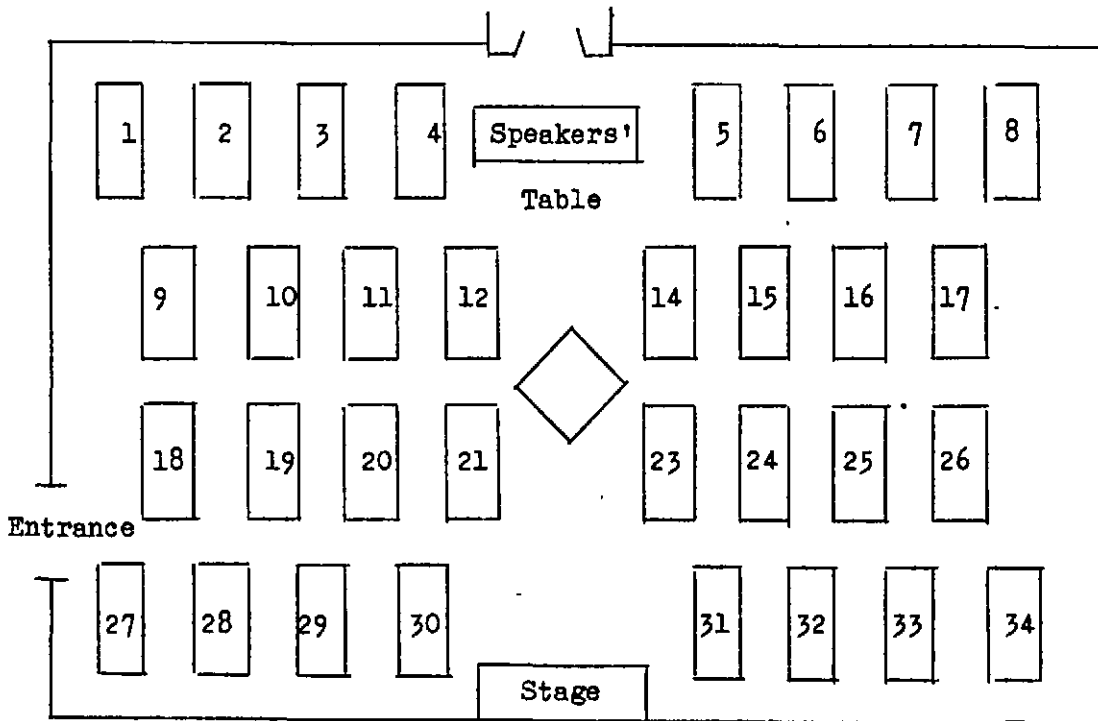 1 2 3 4 Speakers' 5 6 7 8
Table
9 10 11 12 14 15 16 17
18 19 20 21 23 24 25 26
Entrance
27 28 29 30 31 32 33 34
Stage